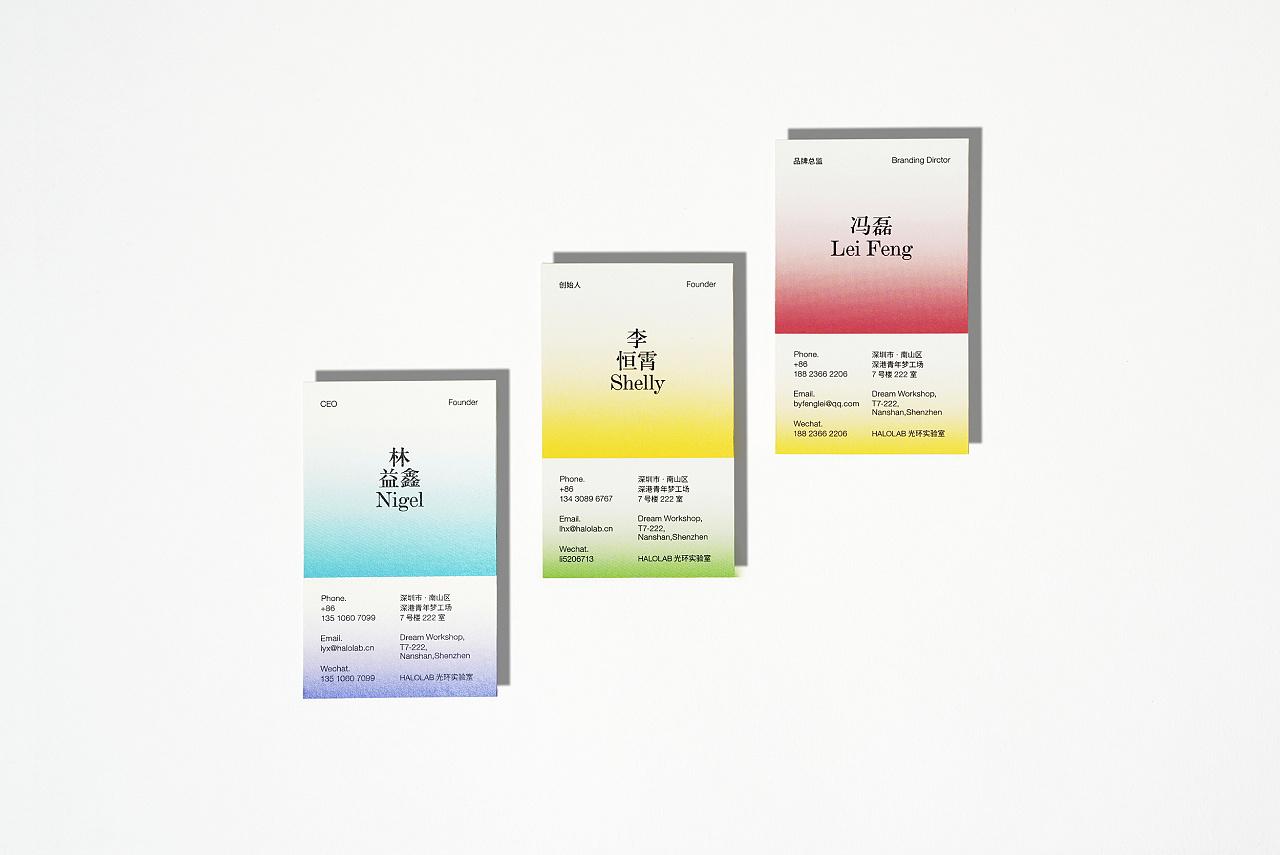 CEO
Founder
林
益鑫
Nigel
Phone.
+86
135 1060 7099
Email.
lyx@halolab.cn
Wechat.
135 1060 7099
深圳市 · 南山区
深港青年梦工场
7 号楼 222 室
Dream Workshop,
T7-222,
Nanshan,Shenzhen
HALOLAB 光环实验室
创始人
Founder
李
恒霄
Shelly
Phone.
+86
134 3089 6767
Email.
lhx@halolab.cn
Wechat.
li5206713
深圳市 · 南山区
深港青年梦工场
7 号楼 222 室
Dream Workshop,
T7-222,
Nanshan,Shenzhen
HALOLAB 光环实验室
品牌总监
Branding Dirctor
冯磊
Lei Feng
Phone.
+86
188 2366 2206
Email.
byfenglei@qq.com
Wechat.
188 2366 2206
深圳市 · 南山区
深港青年梦工场
7 号楼 222 室
Dream Workshop,
T7-222,
Nanshan,Shenzhen
HALOLAB 光环实验室